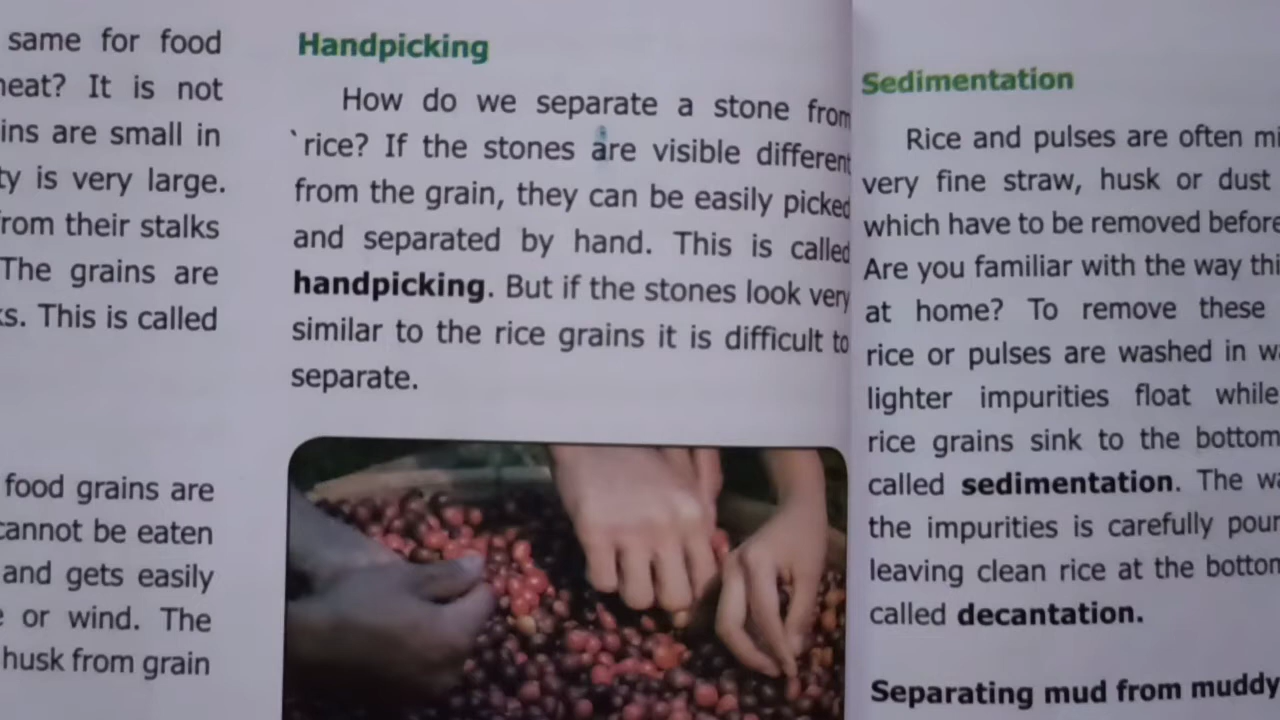 same for food
heat? It is not
ins are small in
ty is very large.
from their stalks
The grains are
ks. This is called
food grains are
cannot be eaten
and gets easily
e or wind. The
husk from grain
Handpicking
How do we separate a stone from
`rice? If the stones are visible different
from the grain, they can be easily picked
and separated by hand. This is called
handpicking. But if the stones look very
similar to the rice grains it is difficult to
separate.
Sedimentation
Rice and pulses are often
very fine straw, husk or dust
which have to be removed before
Are you familiar with the way
at home? To remove these
rice or pulses are washed in
lighter impurities float while
rice grains sink to the bottom
called sedimentation. The
the impurities is carefully
leaving clean rice at the bottom
called decantation.
Separating mud from muddy